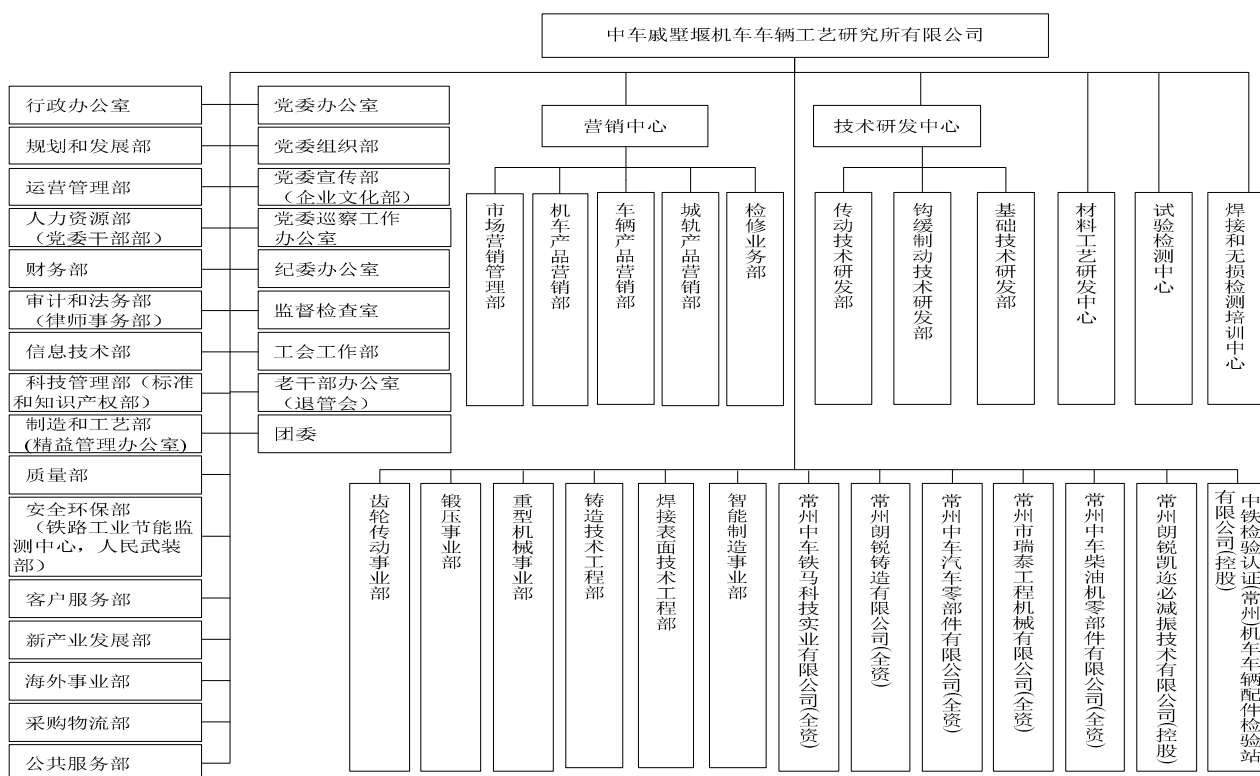 中车戚墅堰机车车辆工艺研究所有限公司
行政办公室
规划和发展部
运营管理部
人力资源部
（党委干部部）
财务部
审计和法务部
（律师事务部）
信息技术部
科技管理部（标准
和知识产权部）
制造和工艺部
(精益管理办公室)
质量部
安全环保部
（铁路工业节能监
测中心，人民武装
部）
客户服务部
新产业发展部
海外事业部
采购物流部
公共服务部
党委办公室
党委组织部
党委宣传部
（企业文化部）
党委巡察工作
办公室
纪委办公室
监督检查室
工会工作部
老干部办公室
（退管会）
团委
营销中心
市场营销管理部
机车产品营销部
车辆产品营销部
城轨产品营销部
检修业务部
技术研发中心
传动技术研发部
钩缓制动技术研发部
基础技术研发部
材料工艺研发中心
试验检测中心
焊接和无损检测培训中心
齿轮传动事业部
锻压事业部
重型机械事业部
铸造技术工程部
焊接表面技术工程部
智能制造事业部
常州中车铁马科技实业有限公司(全资)
常州朗锐铸造有限公司(全资)
常州中车汽车零部件有限公司(全资)
常州市瑞泰工程机械有限公司(全资)
常州中车柴油机零部件有限公司(全资)
常州朗锐凯迩必减振技术有限公司(控股)
中铁检验认证(常州)机车车辆配件检验站
有限公司(控股)